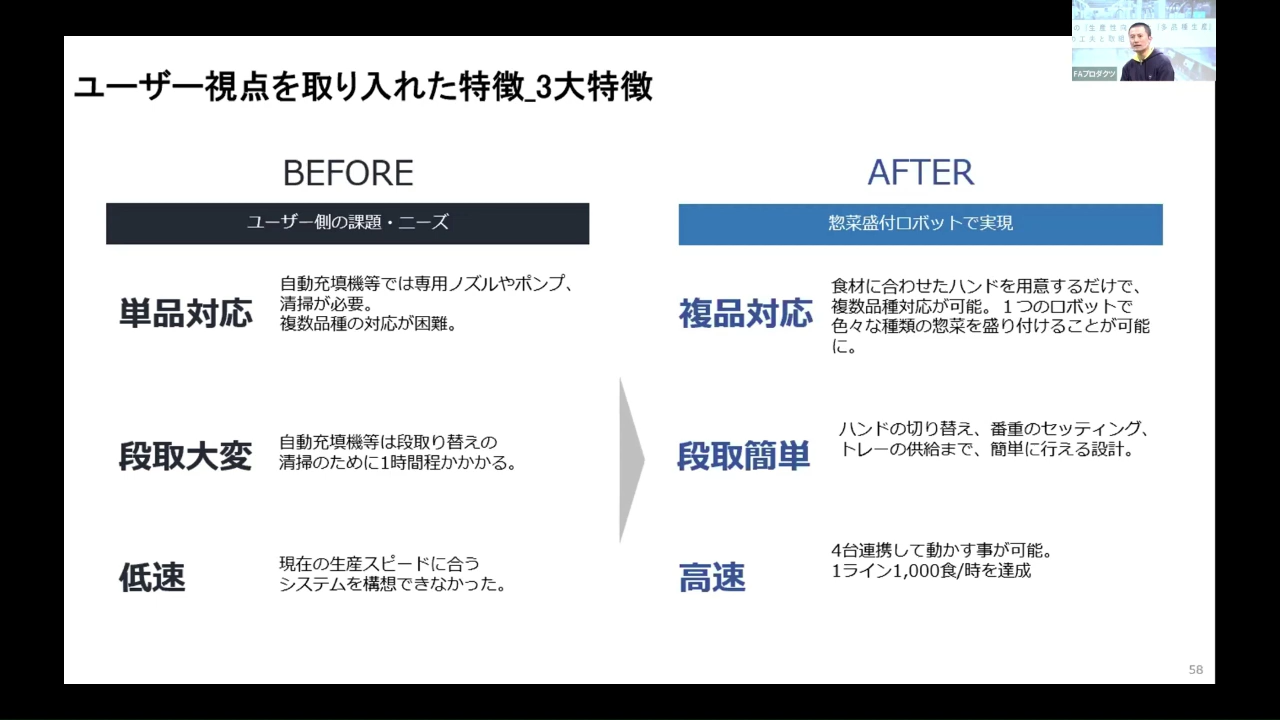 ユーザー視点を取り入れた特徴_3大特徴
FAプロダクツ
BEFORE
ユーザー側の課題・ニーズ
単品対応
自動充填機等では専用ノズルやポンプ、
清掃が必要。
複数品種の対応が困難。
段取大変
自動充填機等は段取り替えの
清掃のために1時間程かかかる。
低速
現在の生産スピードに合う
システムを構想できなかった。
AFTER
惣菜盛付ロボットで実現
複品対応
食材に合わせたハンドを用意するだけで、
複数品種対応が可能。１つのロボットで
色々な種類の惣菜を盛り付けることが可能
に。
段取簡単
ハンドの切り替え、番重のセッティング、
トレーの供給まで、簡単に行える設計。
高速
4台連携して動かす事が可能。
1ライン1,000食/時を達成
58